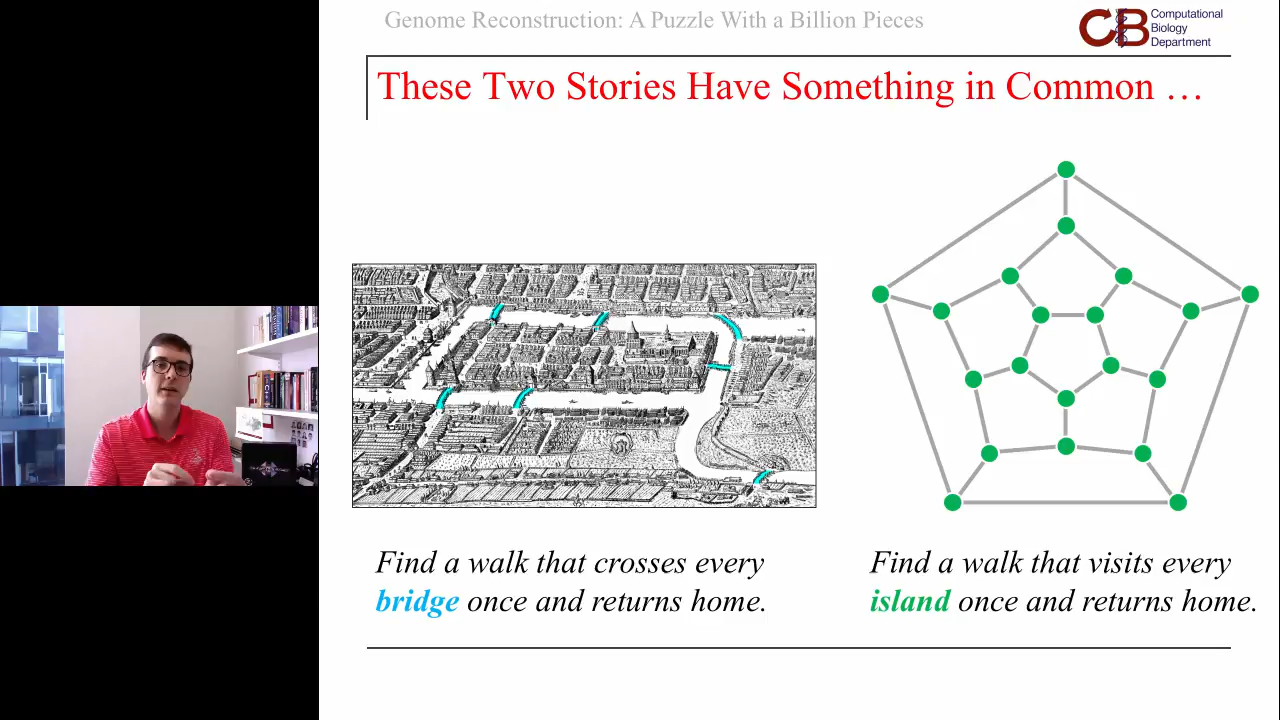 Genome Reconstruction: A Puzzle With a Billion Pieces
CB Computational
Biology
Department
These Two Stories Have Something in Common …
Find a walk that crosses every
bridge once and returns home.
Find a walk that visits every
island once and returns home.